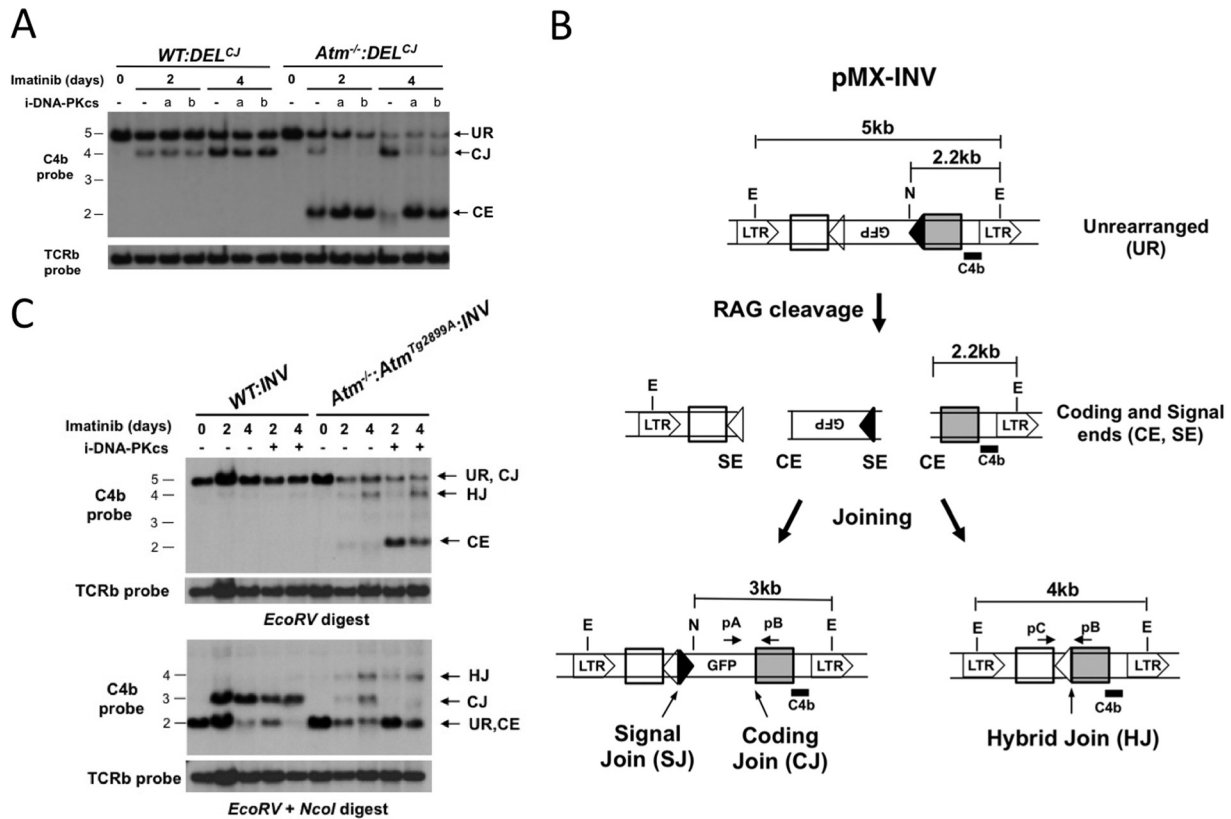 A
WT:DEL^CJ Atm-/-:DEL^CJ
Imatinib (days) 0 2 4 0 2 4
i-DNA-PKcs - - a b - a b - - a b - a b
5
4
3
2
C4b
probe
UR
CJ
CE
TCRb
probe
B
pMX-INV
5kb
2.2kb
E N E
LTR GFP LTR
C4b
Unrearranged
(UR)
RAG cleavage
2.2kb
E E
LTR GFP LTR
C4b
SE CE SE CE
Coding and Signal
ends (CE, SE)
Joining
3kb
E N pA pB E
LTR GFP LTR
C4b
Signal
Join (SJ)
Coding
Join (CJ)
4kb
E pC pB E
LTR LTR
C4b
Hybrid Join (HJ)
C
WT:INV
Atm-/-:Atm^Tg2899A:INV
Imatinib (days) 0 2 4 2 4 0 2 4 2 4
i-DNA-PKcs - - - + + - - - + +
5
4
3
2
C4b
probe
UR, CJ
HJ
CE
TCRb probe
EcoRV digest
4
3
2
C4b
probe
HJ
CJ
UR,CE
TCRb probe
EcoRV + NcoI digest